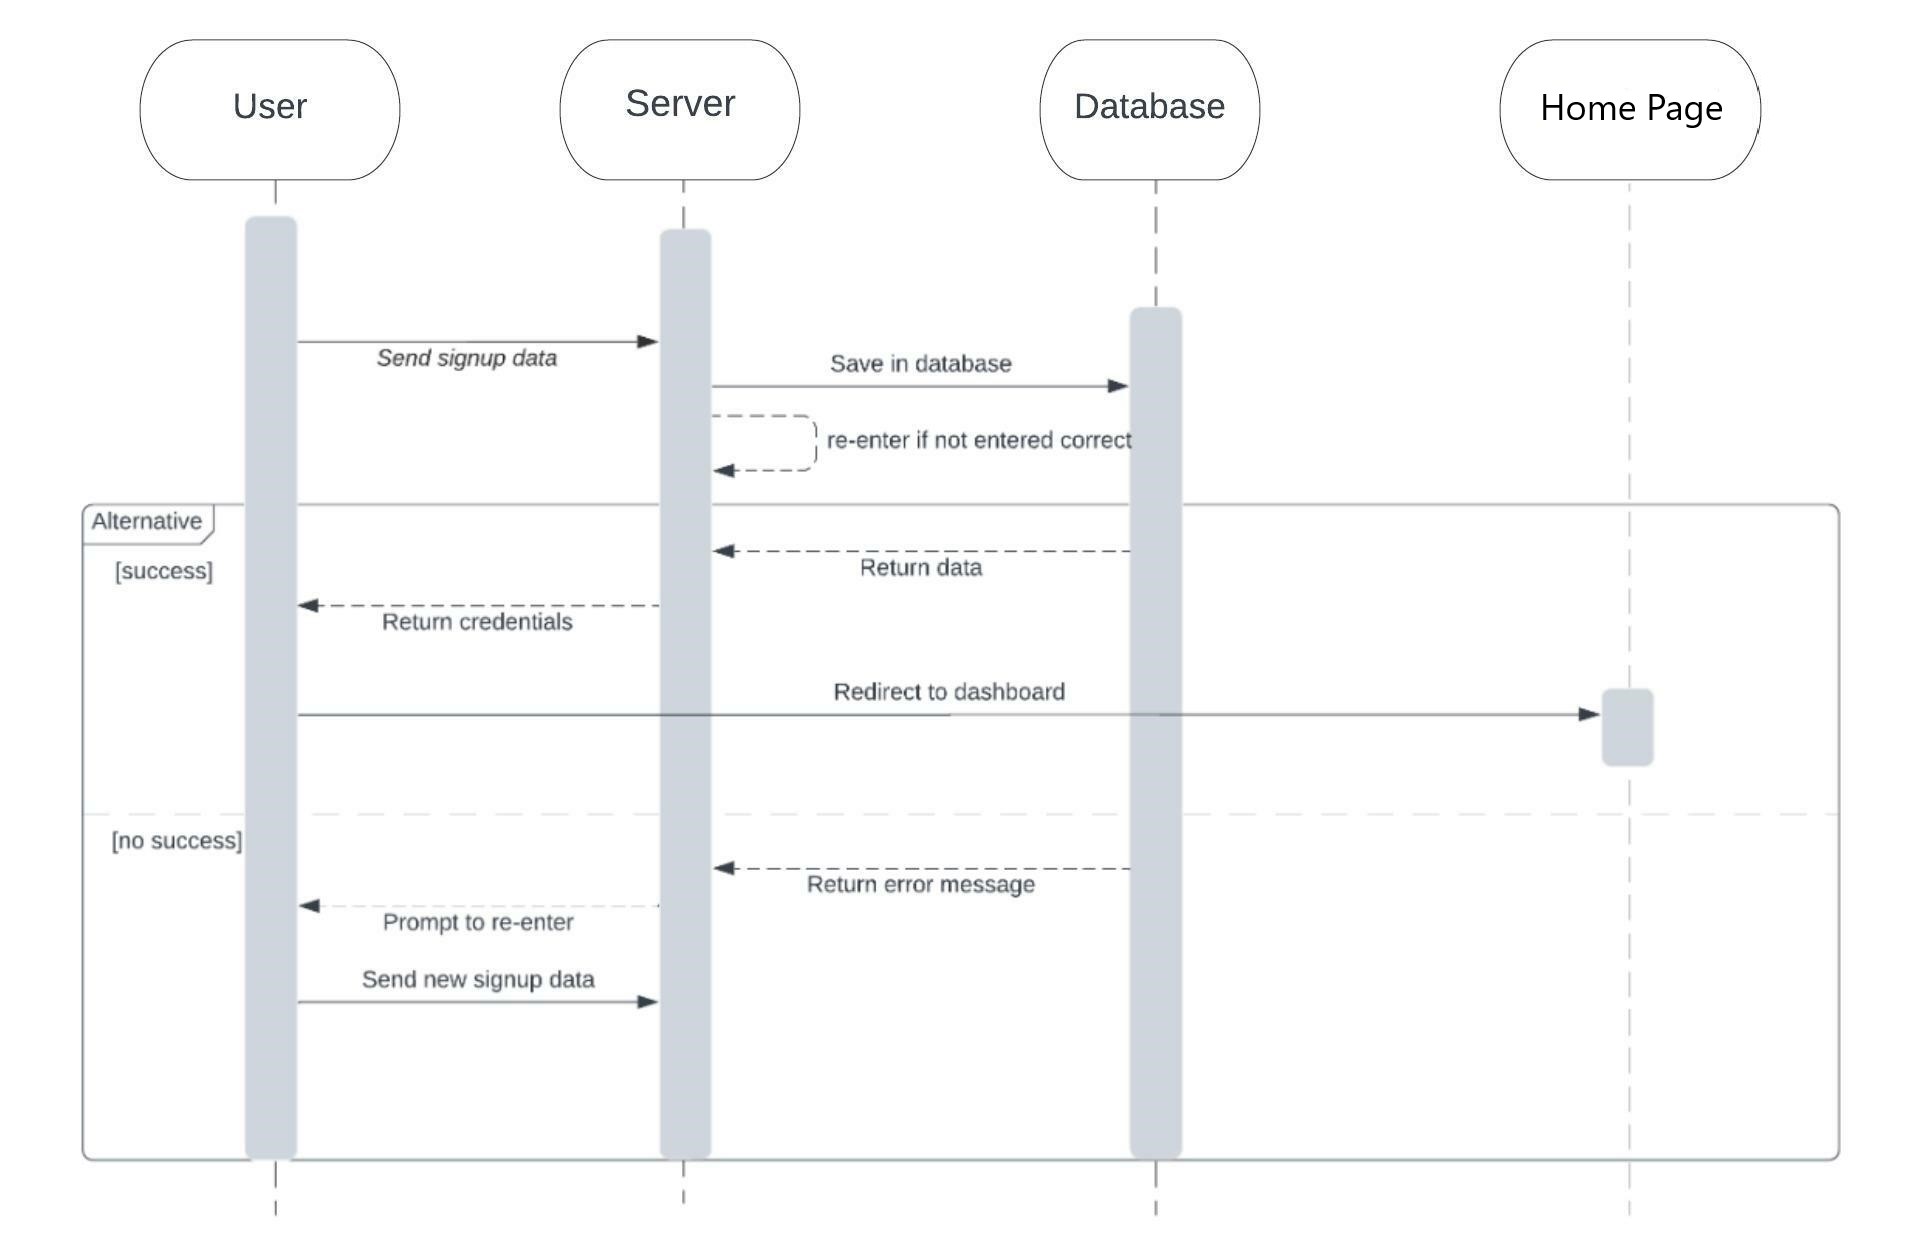 User
Server
Database
Home Page
Send signup data
Save in database
re-enter if not entered correct
Alternative
[success]
Return data
Return credentials
Redirect to dashboard
[no success]
Return error message
Prompt to re-enter
Send new signup data